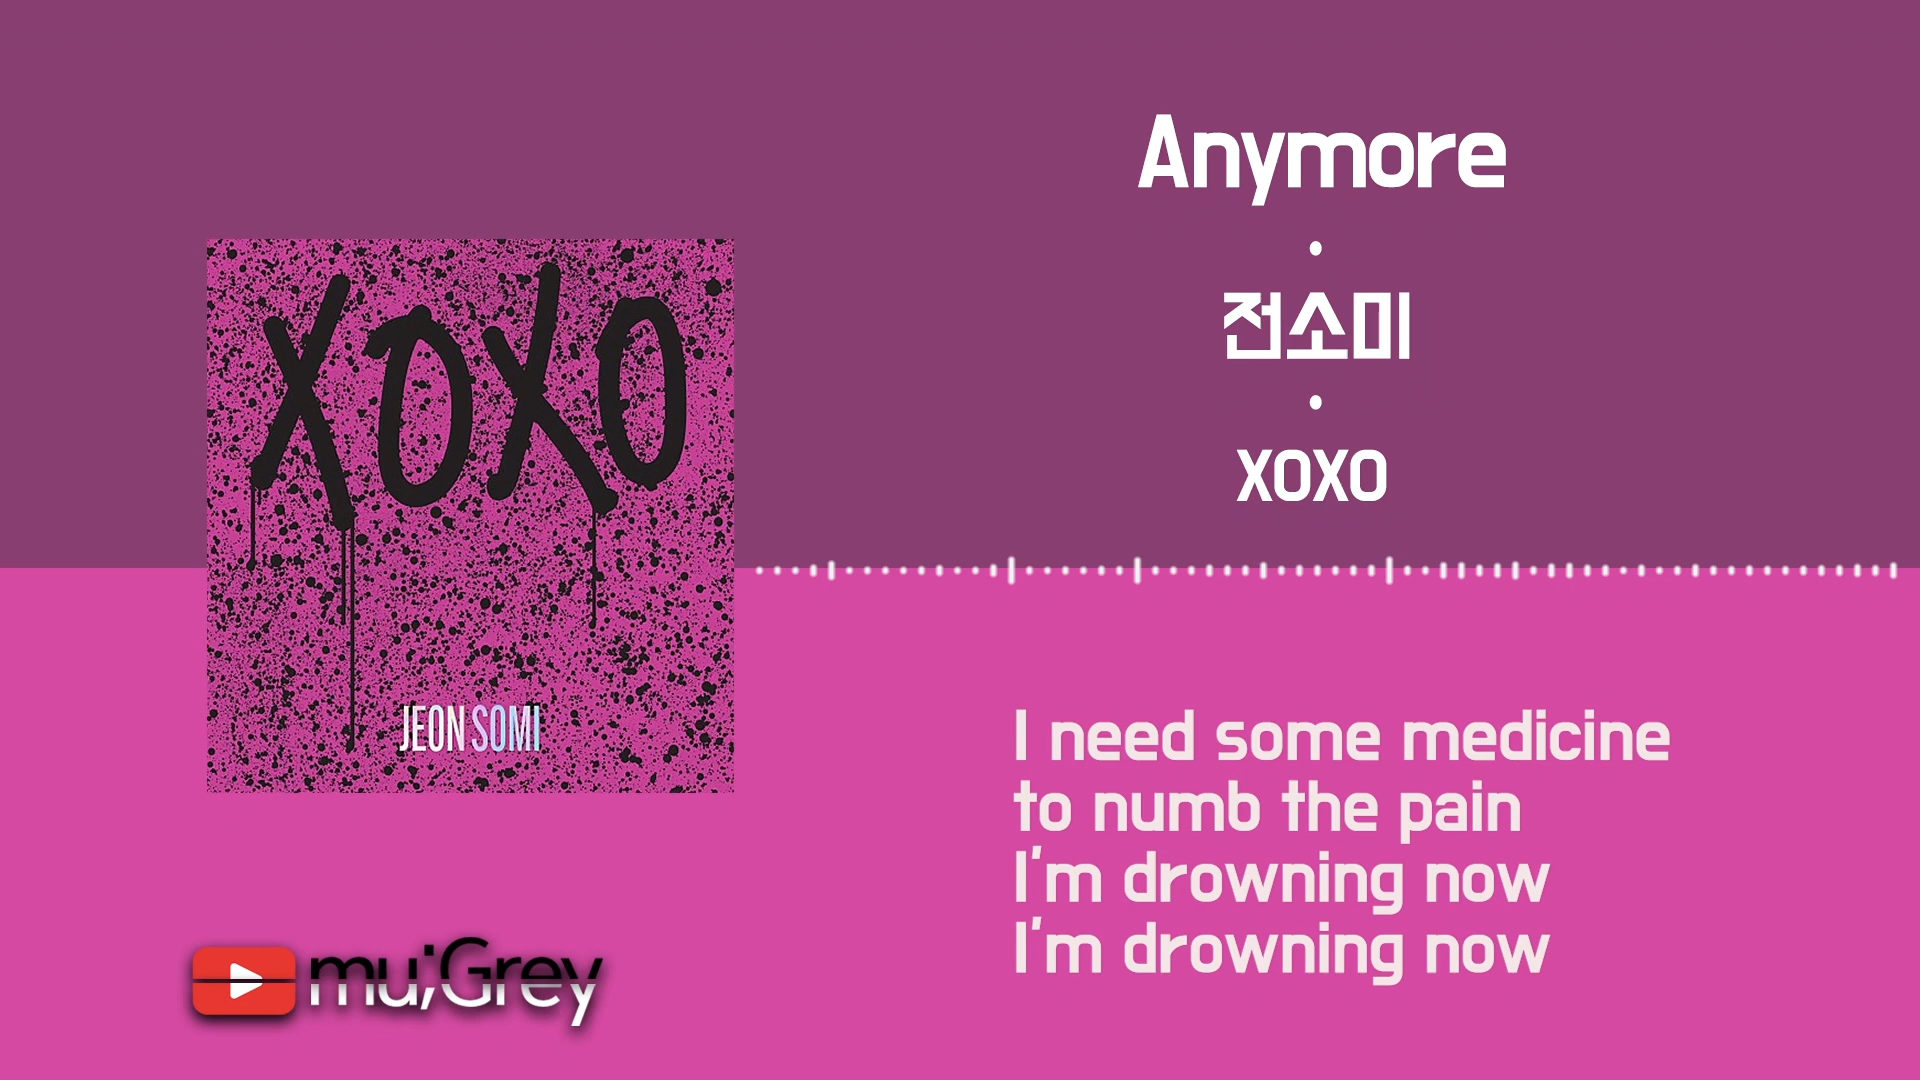 Anymore
•
전소미
•
XOXO
XOXO
JEON SOMI
I need some medicine
to numb the pain
I'm drowning now
I'm drowning now
mu;Grey